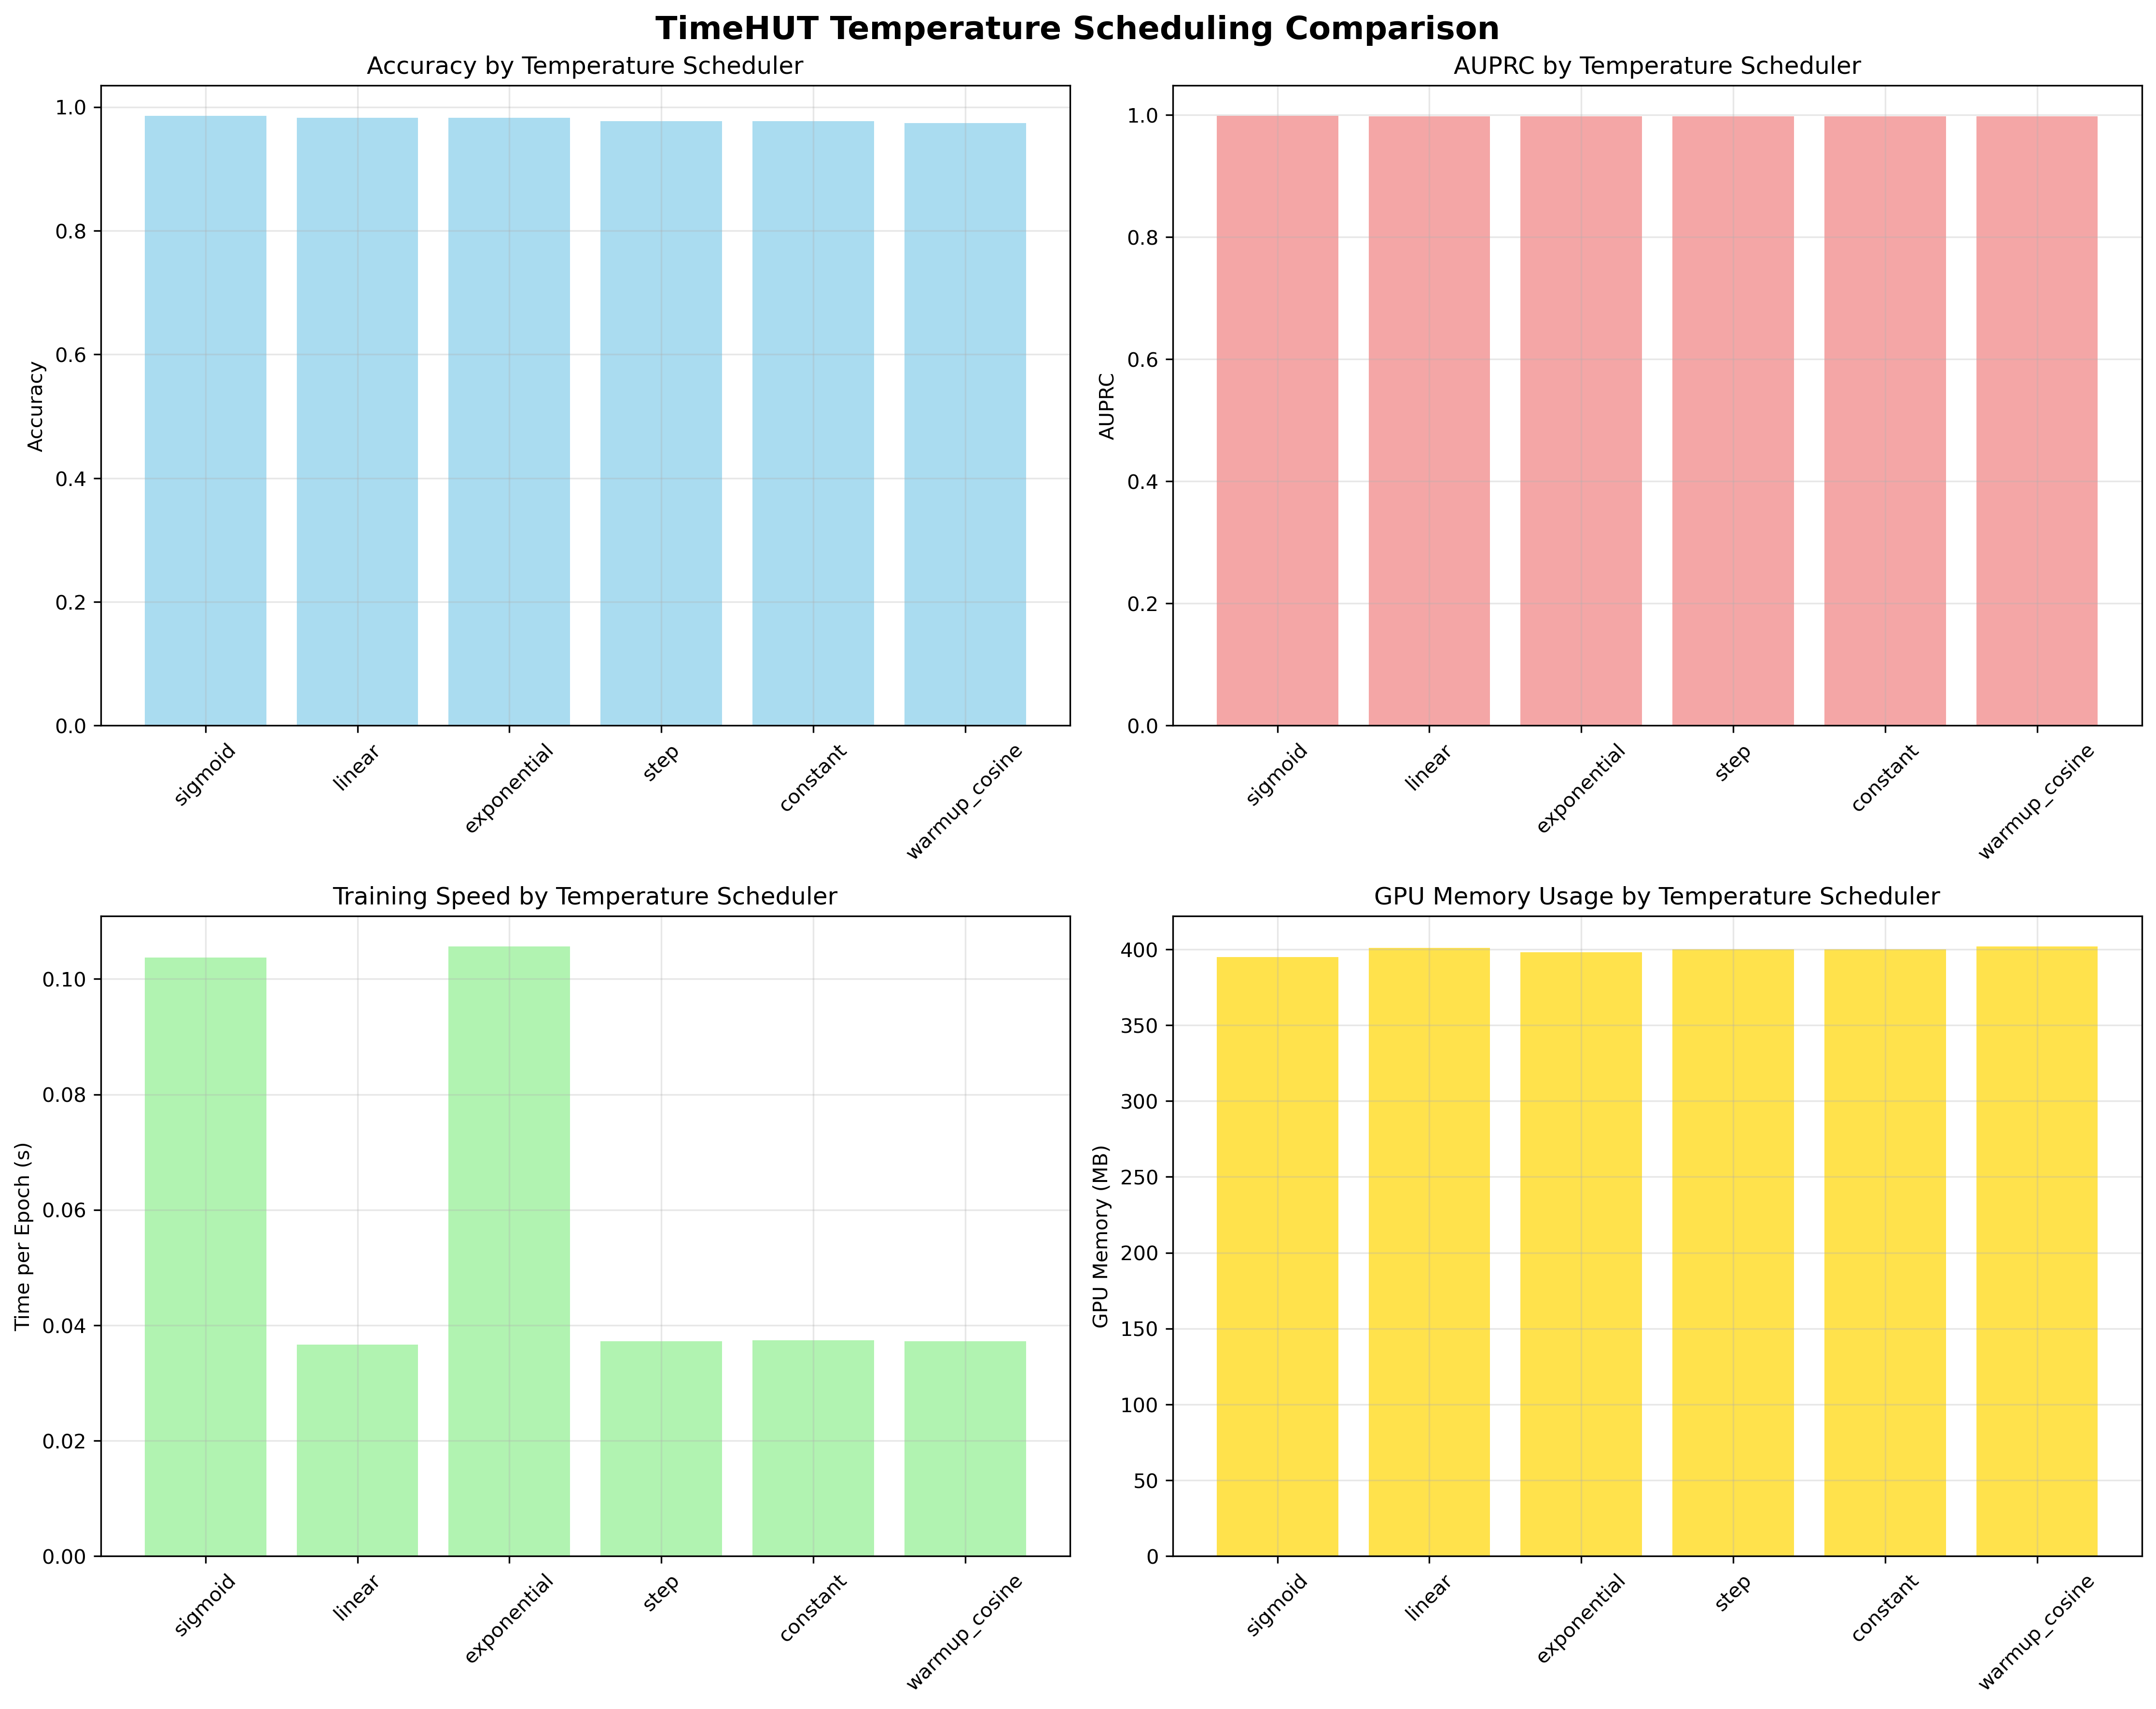 TimeHUT Temperature Scheduling Comparison
Accuracy by Temperature Scheduler
Accuracy
1.0
0.8
0.6
0.4
0.2
0.0
sigmoid
linear
exponential
step
constant
warmup_cosine
AUPRC by Temperature Scheduler
AUPRC
1.0
0.8
0.6
0.4
0.2
0.0
sigmoid
linear
exponential
step
constant
warmup_cosine
Training Speed by Temperature Scheduler
Time per Epoch (s)
0.10
0.08
0.06
0.04
0.02
0.00
sigmoid
linear
exponential
step
constant
warmup_cosine
GPU Memory Usage by Temperature Scheduler
GPU Memory (MB)
400
350
300
250
200
150
100
50
0
sigmoid
linear
exponential
step
constant
warmup_cosine